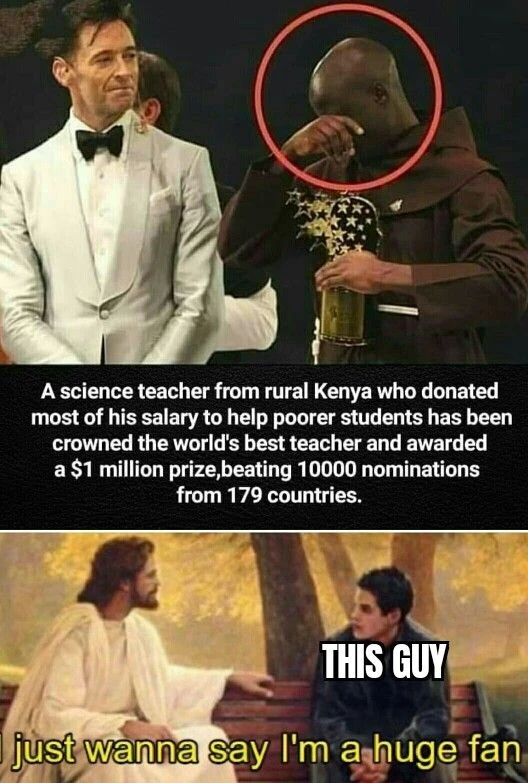 A science teacher from rural Kenya who donated
most of his salary to help poorer students has been
crowned the world's best teacher and awarded
a $1 million prize,beating 10000 nominations
from 179 countries.
THIS GUY
I just wanna say I'm a huge fan